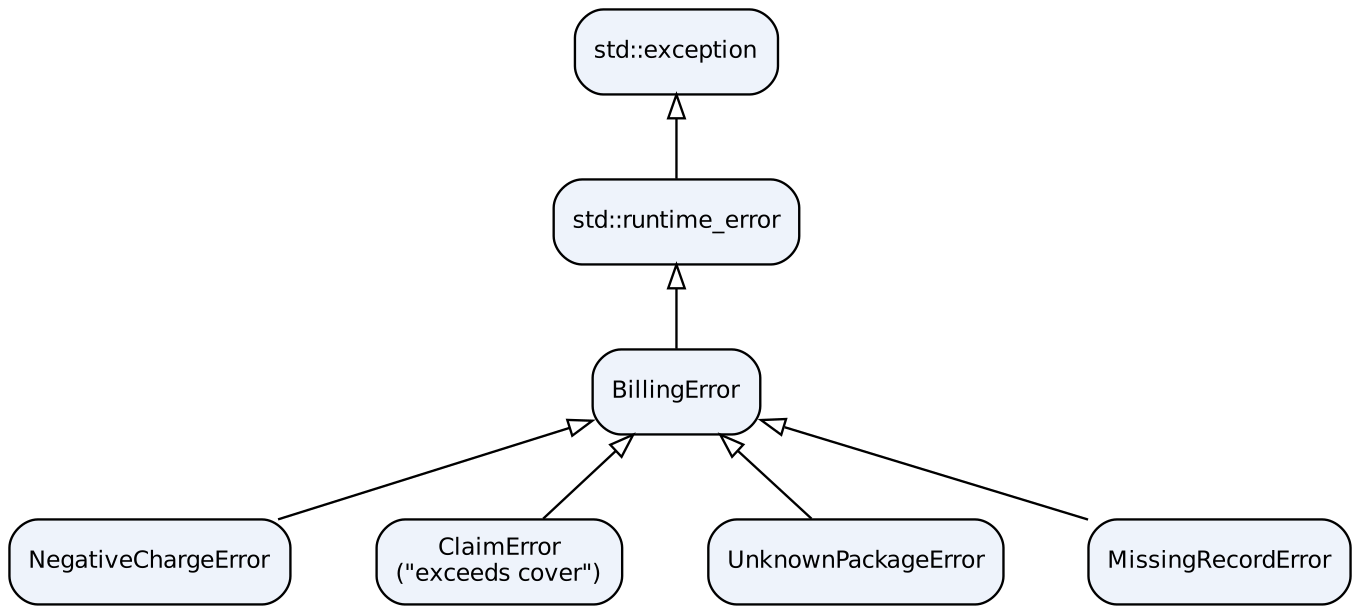 std::exception
std::runtime_error
BillingError
NegativeChargeError
ClaimError
("exceeds cover")
UnknownPackageError
MissingRecordError